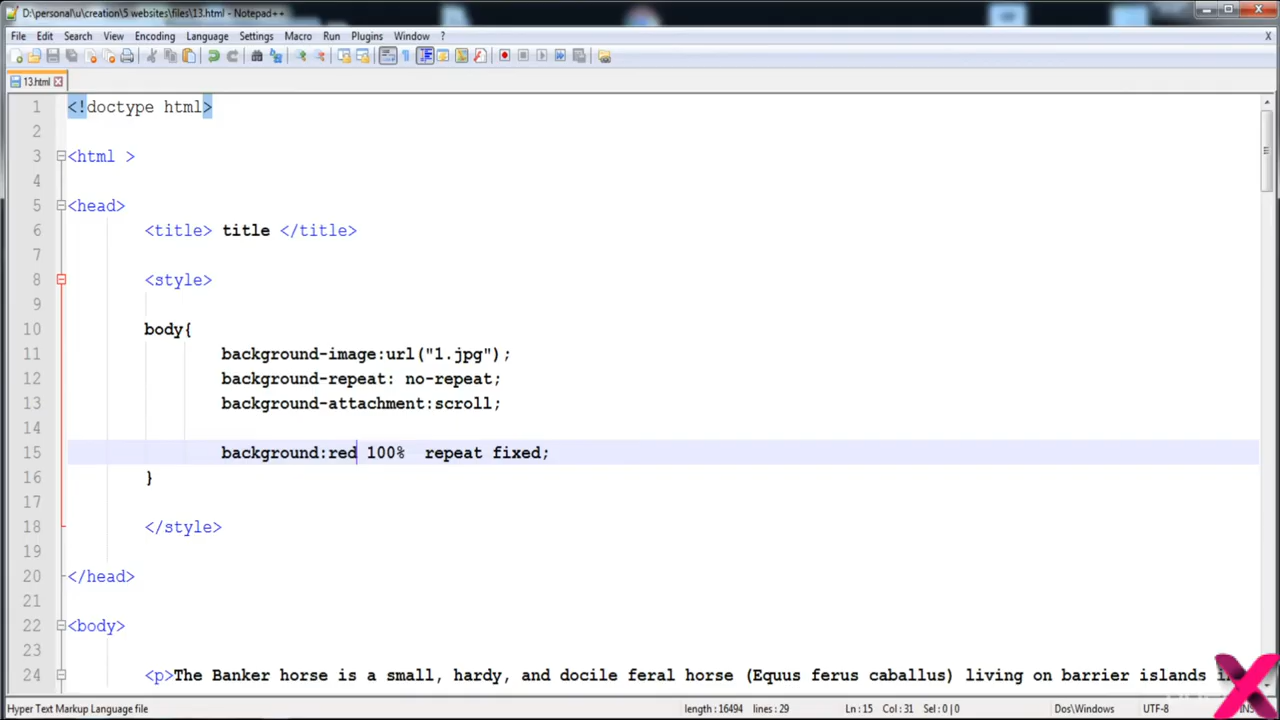 D:\personal\u\creation\5 websites\files\13.html - Notepad++
File Edit Search View Encoding Language Settings Macro Run Plugins Window ? X
13.html
1 <!doctype html>
2
3 <html >
4
5 <head>
6 <title> title </title>
7
8 <style>
9
10 body{
11 background-image:url("1.jpg");
12 background-repeat: no-repeat;
13 background-attachment:scroll;
14
15 background:red 100%  repeat fixed;
16 }
17
18 </style>
19
20 </head>
21
22 <body>
23
24 <p>The Banker horse is a small, hardy, and docile feral horse (Equus ferus caballus) living on barrier islands
Hyper Text Markup Language file length : 16494 lines : 29 Ln : 15 Col : 31 Sel : 0 | 0 Dos\Windows UTF-8